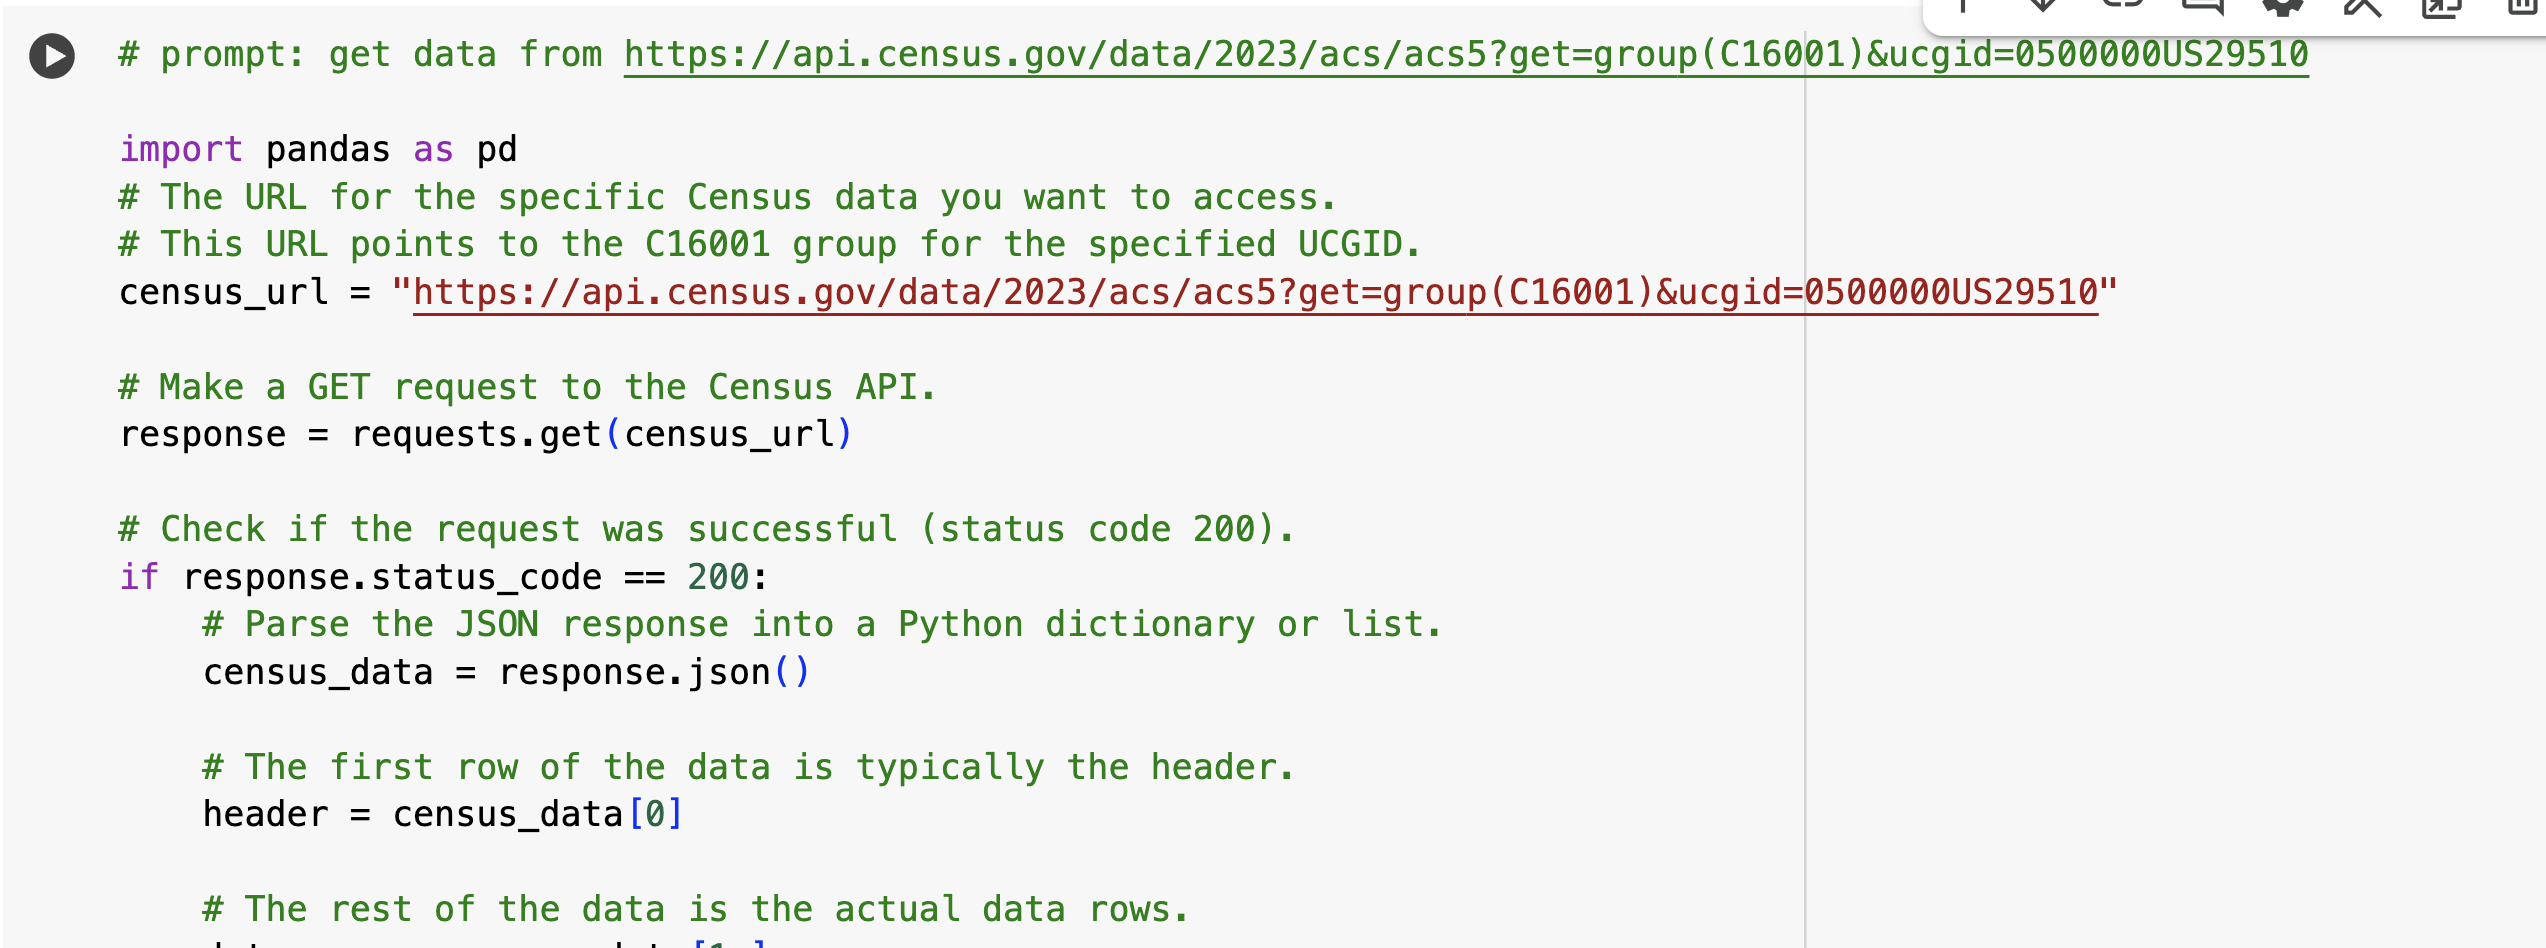 # prompt: get data from https://api.census.gov/data/2023/acs/acs5?get=group(C16001)&ucgid=0500000US29510
import pandas as pd
# The URL for the specific Census data you want to access.
# This URL points to the C16001 group for the specified UCGID.
census_url = "https://api.census.gov/data/2023/acs/acs5?get=group(C16001)&ucgid=0500000US29510"
# Make a GET request to the Census API.
response = requests.get(census_url)
# Check if the request was successful (status code 200).
if response.status_code == 200:
    # Parse the JSON response into a Python dictionary or list.
    census_data = response.json()
    # The first row of the data is typically the header.
    header = census_data[0]
    # The rest of the data is the actual data rows.